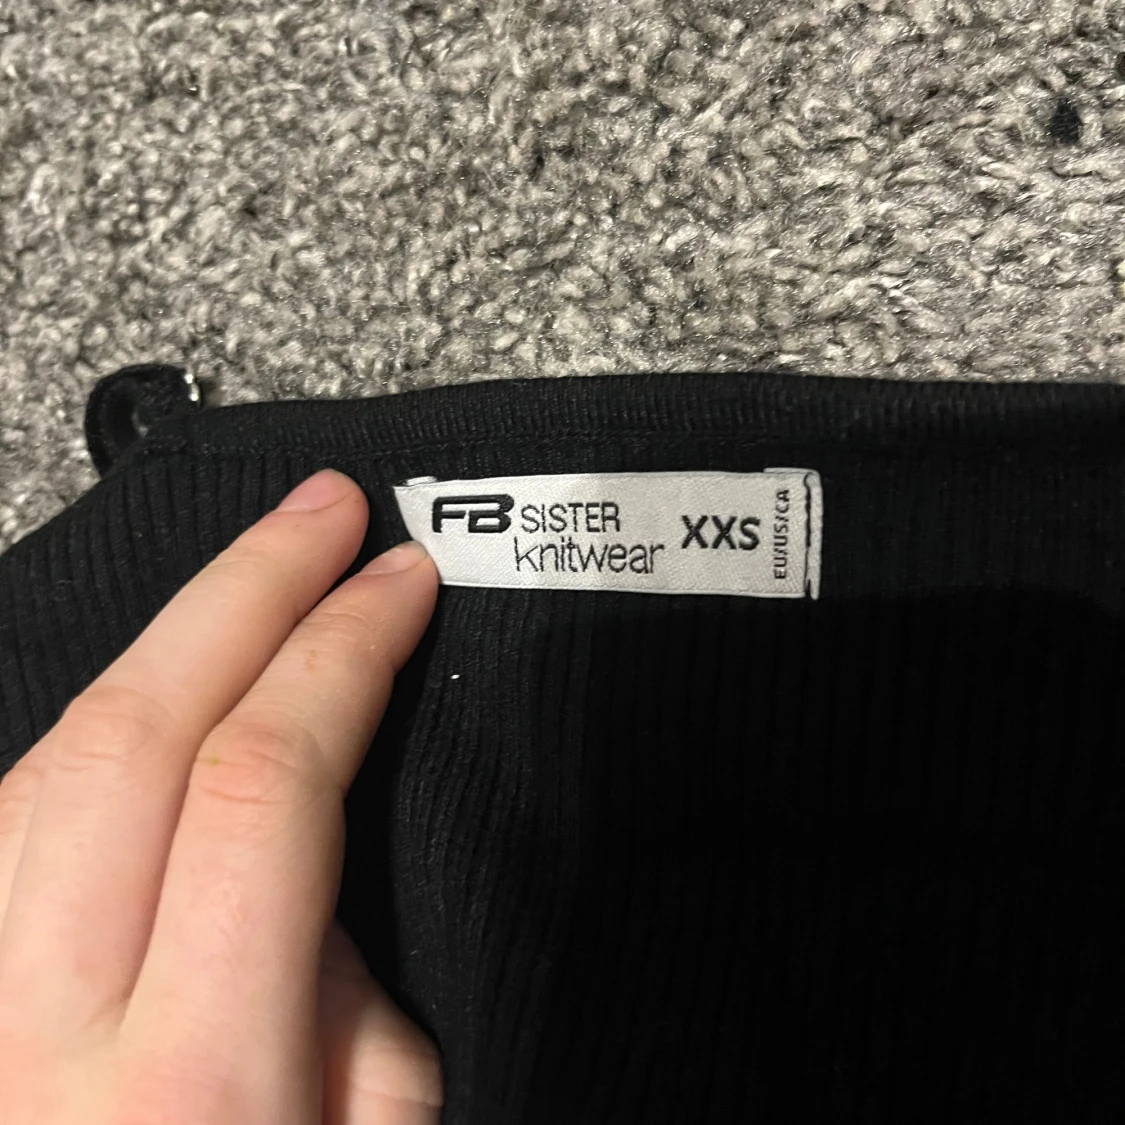 FB SISTER
knitwear
XXS
EU/US/CA